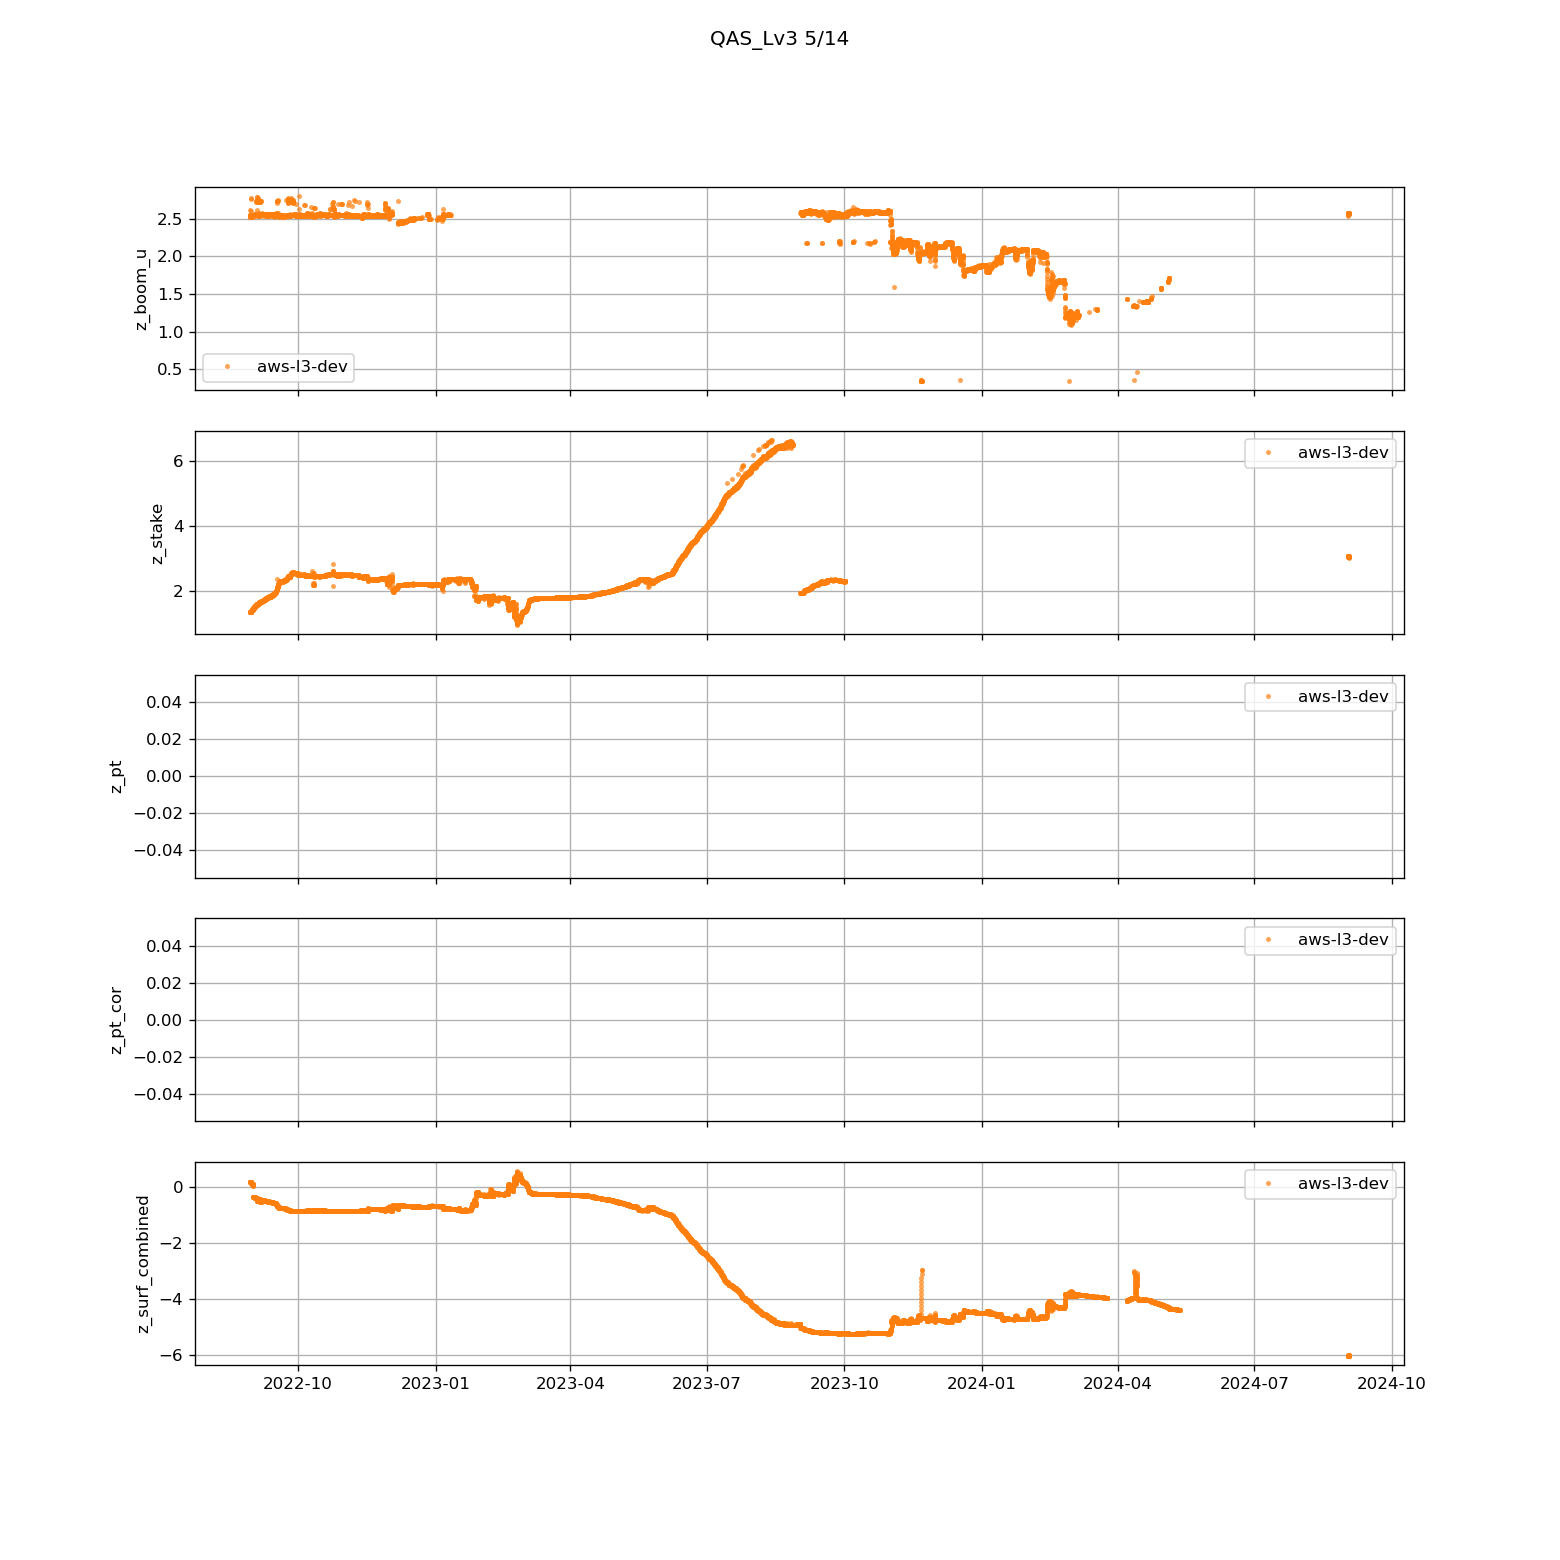 QAS_Lv3 5/14
2.5
2.0
1.5
1.0
0.5
z_boom_u
aws-l3-dev
6
4
2
z_stake
aws-l3-dev
0.04
0.02
0.00
−0.02
−0.04
z_pt
aws-l3-dev
0.04
0.02
0.00
−0.02
−0.04
z_pt_cor
aws-l3-dev
0
−2
−4
−6
z_surf_combined
aws-l3-dev
2022-10 2023-01 2023-04 2023-07 2023-10 2024-01 2024-04 2024-07 2024-10